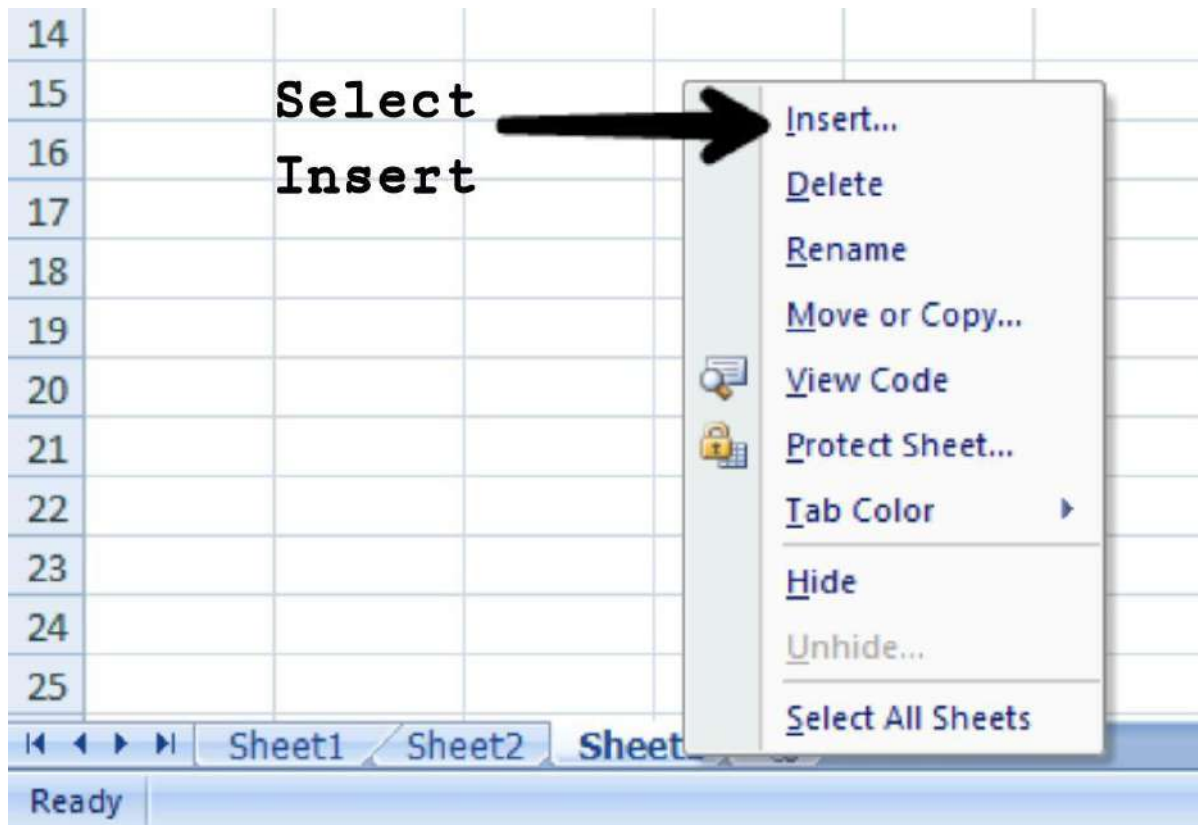 14
15
16
17
18
19
20
21
22
23
24
25
Select
Insert
Insert...
Delete
Rename
Move or Copy...
View Code
Protect Sheet...
Tab Color
Hide
Unhide...
Select All Sheets
Sheet1 Sheet2 Sheet
Ready